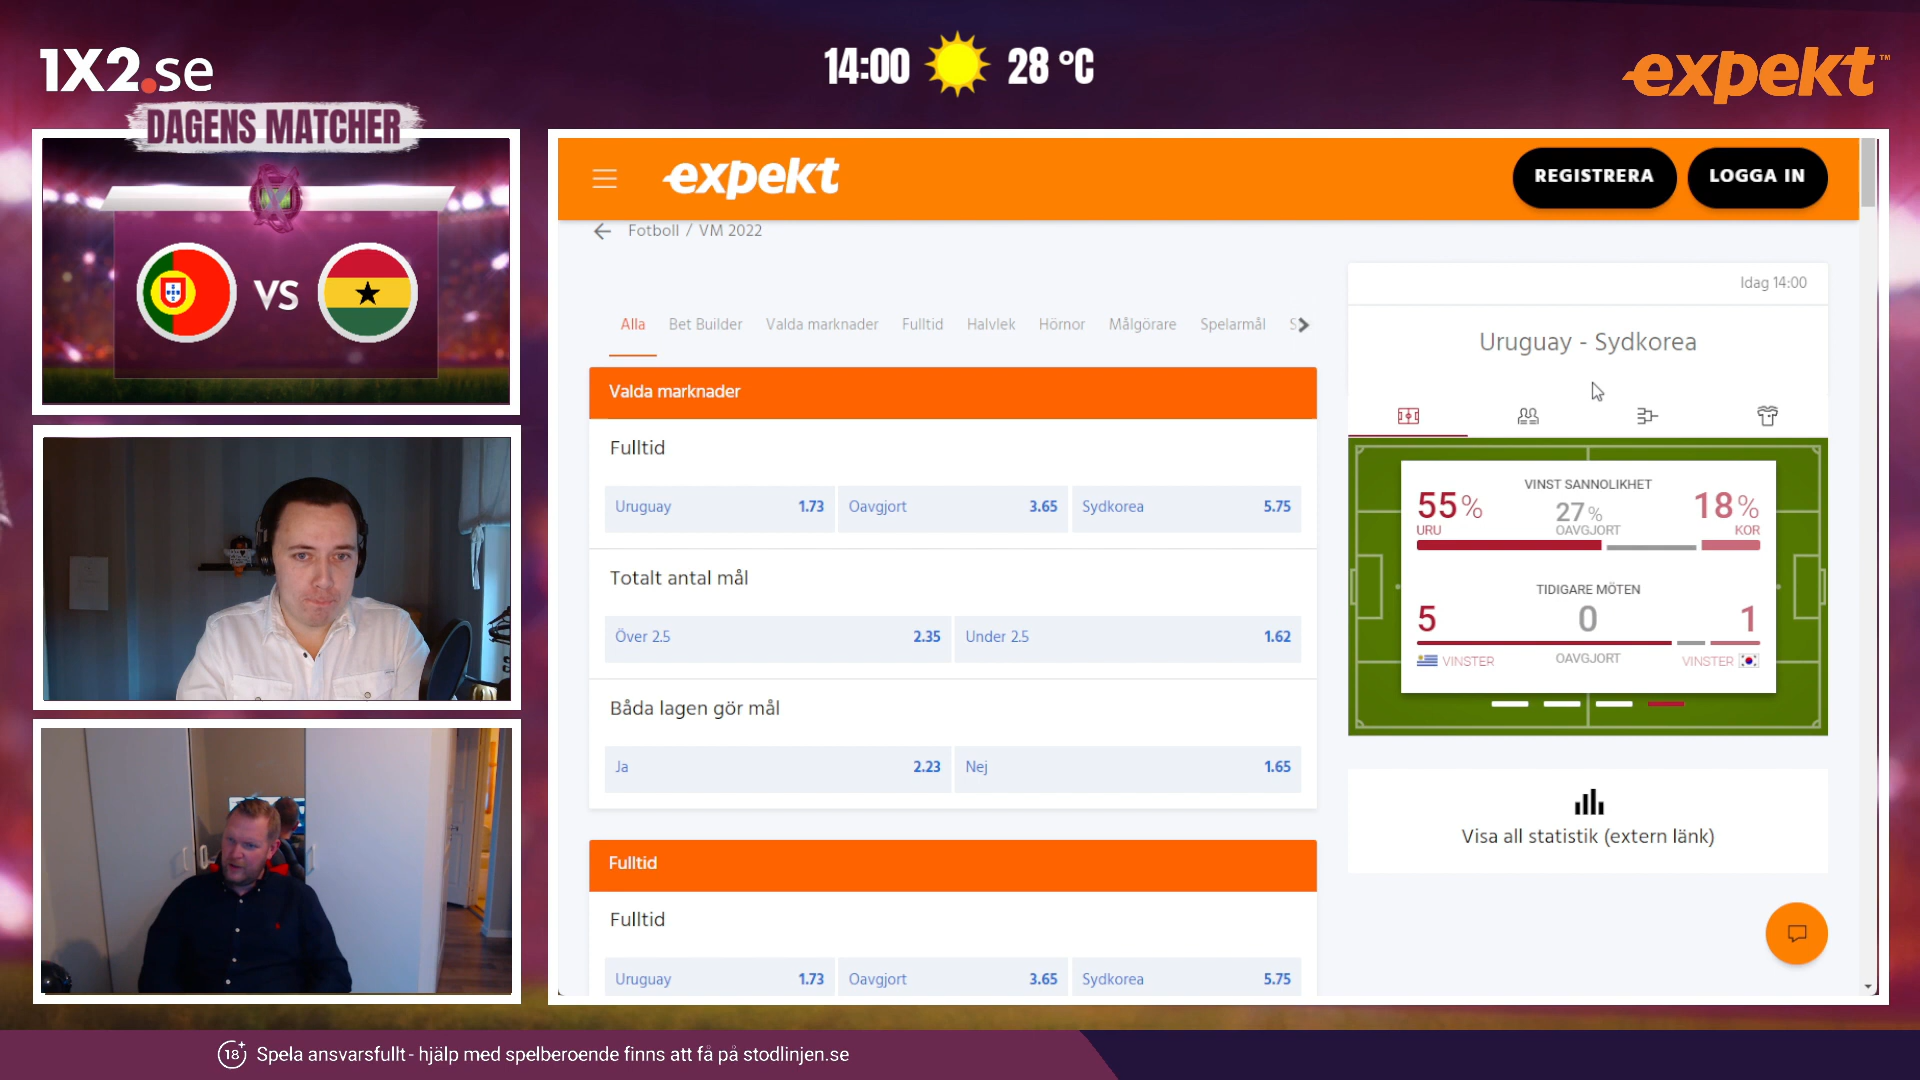 1X2.se
DAGENS MATCHER
14:00 28 °C
expekt™
VS
expekt
REGISTRERA
LOGGA IN
Fotboll / VM 2022
Alla Bet Builder Valda marknader Fulltid Halvlek Hörnor Målgörare Spelarmål
Valda marknader
Fulltid
Uruguay 1.73 Oavgjort 3.65 Sydkorea 5.75
Totalt antal mål
Över 2.5 2.35 Under 2.5 1.62
Båda lagen gör mål
Ja 2.23 Nej 1.65
Fulltid
Fulltid
Uruguay 1.73 Oavgjort 3.65 Sydkorea 5.75
Idag 14:00
Uruguay - Sydkorea
VINST SANNOLIKHET
55% 27% 18%
URU OAVGJORT KOR
TIDIGARE MÖTEN
5 0 1
VINSTER OAVGJORT VINSTER
Visa all statistik (extern länk)
18+ Spela ansvarsfullt - hjälp med spelberoende finns att få på stodlinjen.se